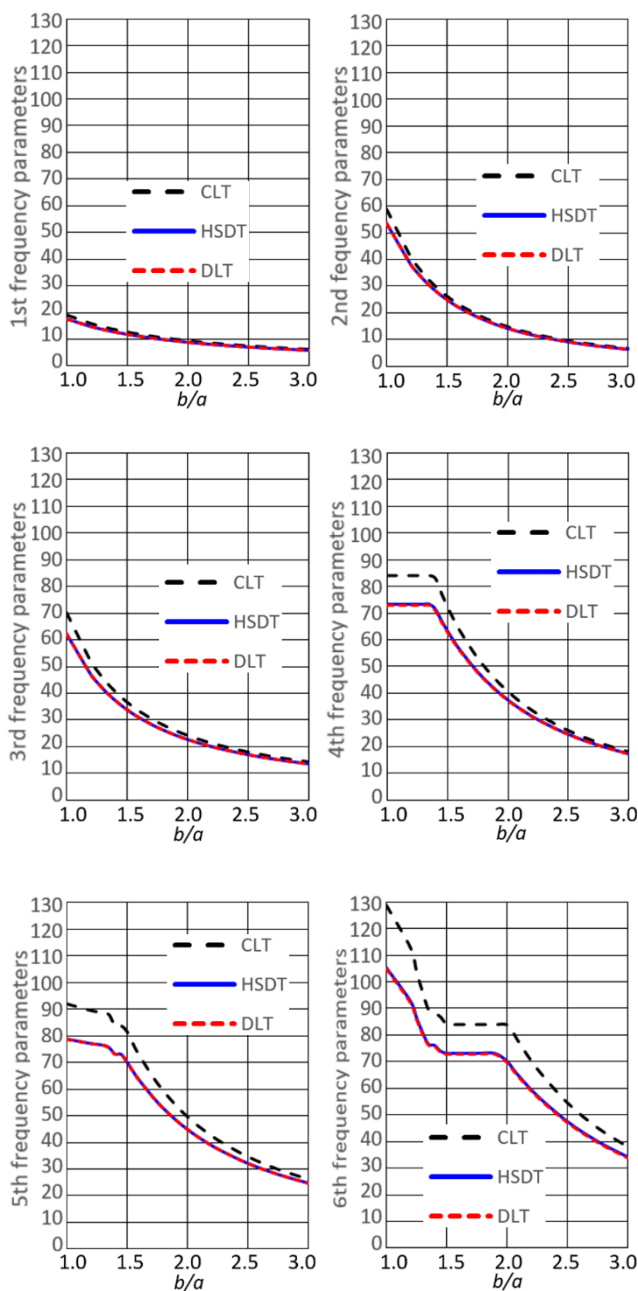 1st frequency parameters
130
120
110
100
90
80
70
60
50
40
30
20
10
0
CLT
HSDT
DLT
1.0 1.5 2.0 2.5 3.0
b/a
2nd fequency parameters
130
120
110
100
90
80
70
60
50
40
30
20
10
0
CLT
HSDT
DLT
1.0 1.5 2.0 2.5 3.0
b/a
3rd frequency parameters
130
120
110
100
90
80
70
60
50
40
30
20
10
0
CLT
HSDT
DLT
1.0 1.5 2.0 2.5 3.0
b/a
4th frequency parameters
130
120
110
100
90
80
70
60
50
40
30
20
10
0
CLT
HSDT
DLT
1.0 1.5 2.0 2.5 3.0
b/a
5th frequency parameters
130
120
110
100
90
80
70
60
50
40
30
20
10
0
CLT
HSDT
DLT
1.0 1.5 2.0 2.5 3.0
b/a
6th frequency parameters
130
120
110
100
90
80
70
60
50
40
30
20
10
0
CLT
HSDT
DLT
1.0 1.5 2.0 2.5 3.0
b/a